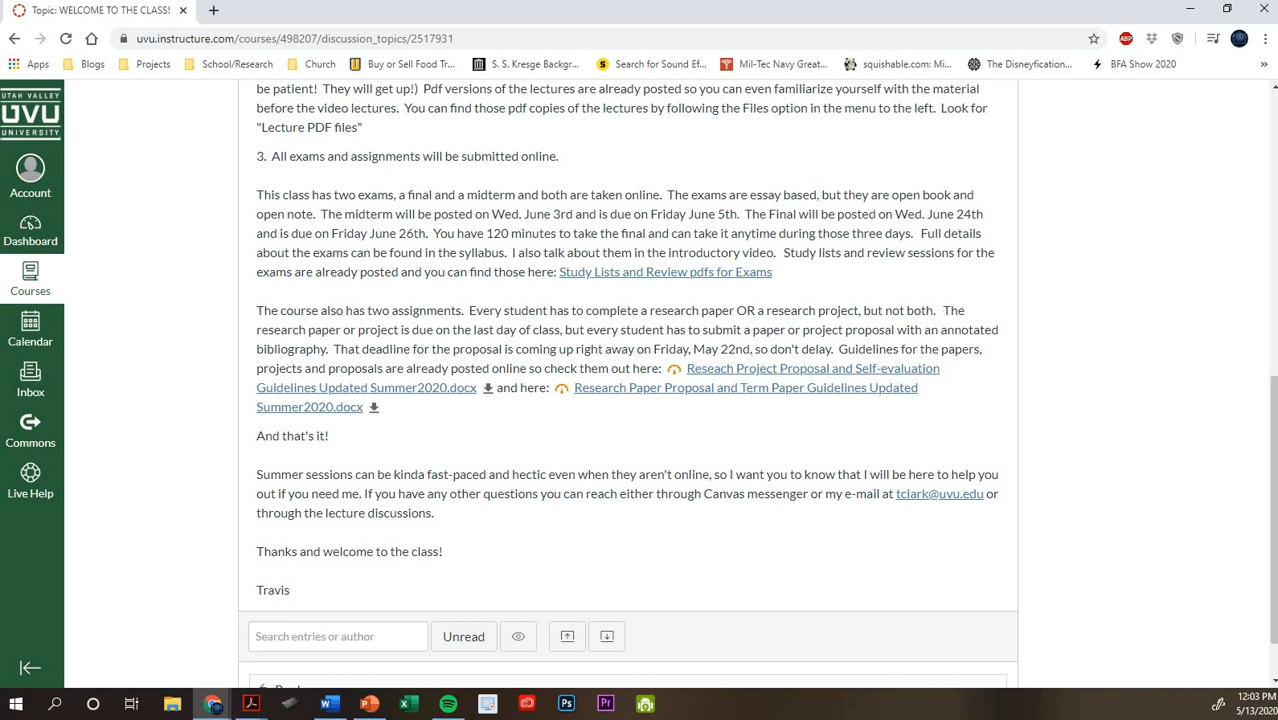 Topic: WELCOME TO THE CLASS!
uvu.instructure.com/courses/498207/discussion_topics/2517931
Apps Blogs Projects School/Research Church Buy or Sell Food Tr... S. S. Kresge Backgr... Search for Sound Ef... Mil-Tec Navy Great... squishable.com: Mi... The Disneyfication... BFA Show 2020 »
UTAH VALLEY
UVU
UNIVERSITY
Account
Dashboard
Courses
Calendar
Inbox
Commons
Live Help
be patient! They will get up!) Pdf versions of the lectures are already posted so you can even familiarize yourself with the material
before the video lectures. You can find those pdf copies of the lectures by following the Files option in the menu to the left. Look for
"Lecture PDF files"
3. All exams and assignments will be submitted online.
This class has two exams, a final and a midterm and both are taken online. The exams are essay based, but they are open book and
open note. The midterm will be posted on Wed. June 3rd and is due on Friday June 5th. The Final will be posted on Wed. June 24th
and is due on Friday June 26th. You have 120 minutes to take the final and can take it anytime during those three days. Full details
about the exams can be found in the syllabus. I also talk about them in the introductory video. Study lists and review sessions for the
exams are already posted and you can find those here: Study Lists and Review pdfs for Exams
The course also has two assignments. Every student has to complete a research paper OR a research project, but not both. The
research paper or project is due on the last day of class, but every student has to submit a paper or project proposal with an annotated
bibliography. That deadline for the proposal is coming up right away on Friday, May 22nd, so don't delay. Guidelines for the papers,
projects and proposals are already posted online so check them out here: Reseach Project Proposal and Self-evaluation
Guidelines Updated Summer2020.docx and here: Research Paper Proposal and Term Paper Guidelines Updated
Summer2020.docx
And that's it!
Summer sessions can be kinda fast-paced and hectic even when they aren't online, so I want you to know that I will be here to help you
out if you need me. If you have any other questions you can reach either through Canvas messenger or my e-mail at tclark@uvu.edu or
through the lecture discussions.
Thanks and welcome to the class!
Travis
Search entries or author Unread
12:03 PM
5/13/2020